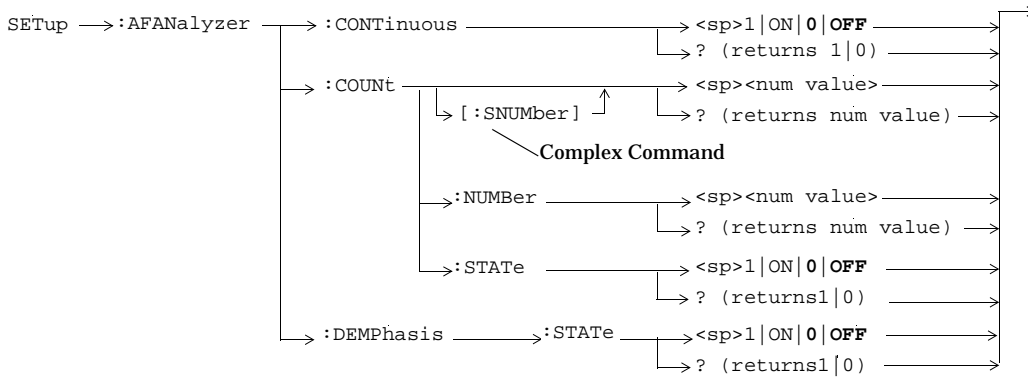 SETup :AFANalyzer :CONTinuous <sp>1|ON|0|OFF
? (returns 1|0)
:COUNt <sp><num value>
[:SNUMber] ? (returns num value)
Complex Command
:NUMBer <sp><num value>
? (returns num value)
:STATe <sp>1|ON|0|OFF
? (returns1|0)
:DEMPhasis :STATe <sp>1|ON|0|OFF
? (returns1|0)